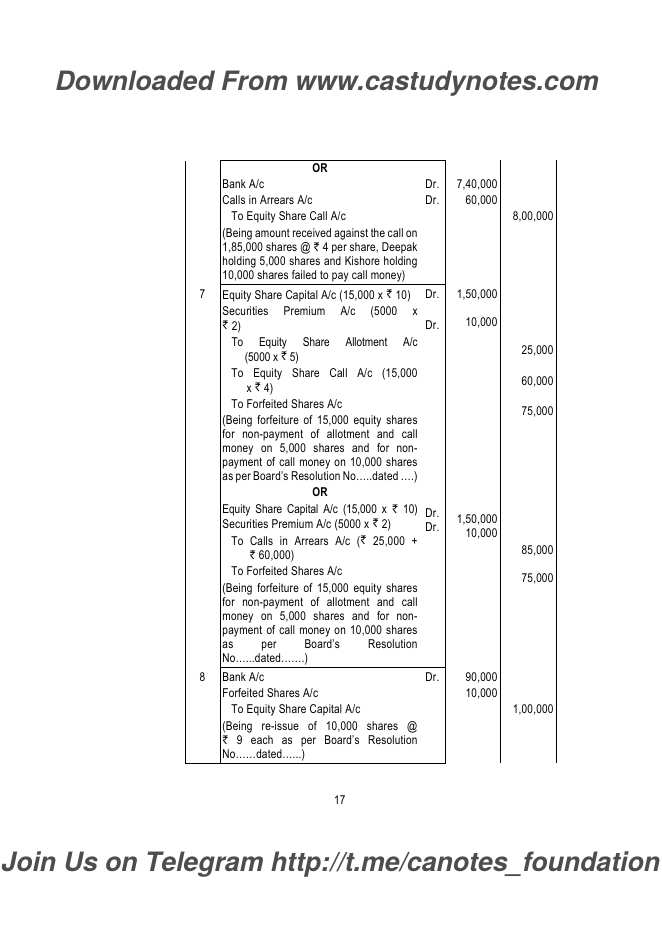 Downloaded From www.castudynotes.com
OR
Bank A/c Dr. 7,40,000
Calls in Arrears A/c Dr. 60,000
To Equity Share Call A/c 8,00,000
(Being amount received against the call on
1,85,000 shares @ ₹ 4 per share, Deepak
holding 5,000 shares and Kishore holding
10,000 shares failed to pay call money)
7 Equity Share Capital A/c (15,000 x ₹ 10) Dr. 1,50,000
Securities Premium A/c (5000 x
₹ 2) Dr. 10,000
To Equity Share Allotment A/c
(5000 x ₹ 5) 25,000
To Equity Share Call A/c (15,000
x ₹ 4) 60,000
To Forfeited Shares A/c 75,000
(Being forfeiture of 15,000 equity shares
for non-payment of allotment and call
money on 5,000 shares and for non-
payment of call money on 10,000 shares
as per Board's Resolution No…..dated ….)
OR
Equity Share Capital A/c (15,000 x ₹ 10) Dr. 1,50,000
Securities Premium A/c (5000 x ₹ 2) Dr. 10,000
To Calls in Arrears A/c (₹ 25,000 +
₹ 60,000) 85,000
To Forfeited Shares A/c 75,000
(Being forfeiture of 15,000 equity shares
for non-payment of allotment and call
money on 5,000 shares and for non-
payment of call money on 10,000 shares
as per Board's Resolution
No…...dated…….)
8 Bank A/c Dr. 90,000
Forfeited Shares A/c 10,000
To Equity Share Capital A/c 1,00,000
(Being re-issue of 10,000 shares @
₹ 9 each as per Board's Resolution
No……dated…...)
17
Join Us on Telegram http://t.me/canotes_foundation